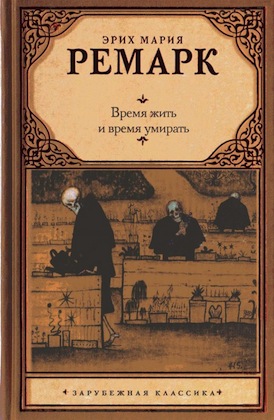 ЭРИХ МАРИЯ
РЕМАРК
Время жить
и время умирать
ЗАРУБЕЖНАЯ КЛАССИКА